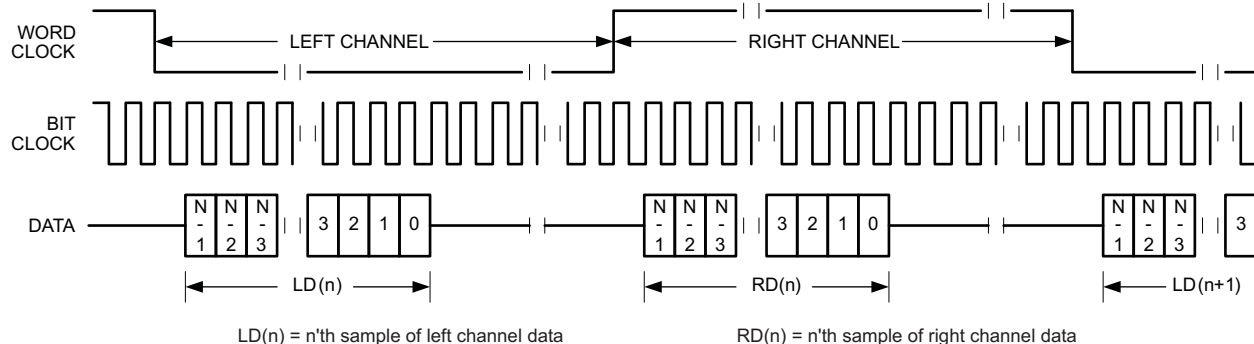 WORD
CLOCK
LEFT CHANNEL
RIGHT CHANNEL
BIT
CLOCK
DATA
N-1 N-2 N-3 3 2 1 0
N-1 N-2 N-3 3 2 1 0
N-1 N-2 N-3 3
LD(n)
RD(n)
LD(n+1)
LD(n) = n'th sample of left channel data
RD(n) = n'th sample of right channel data